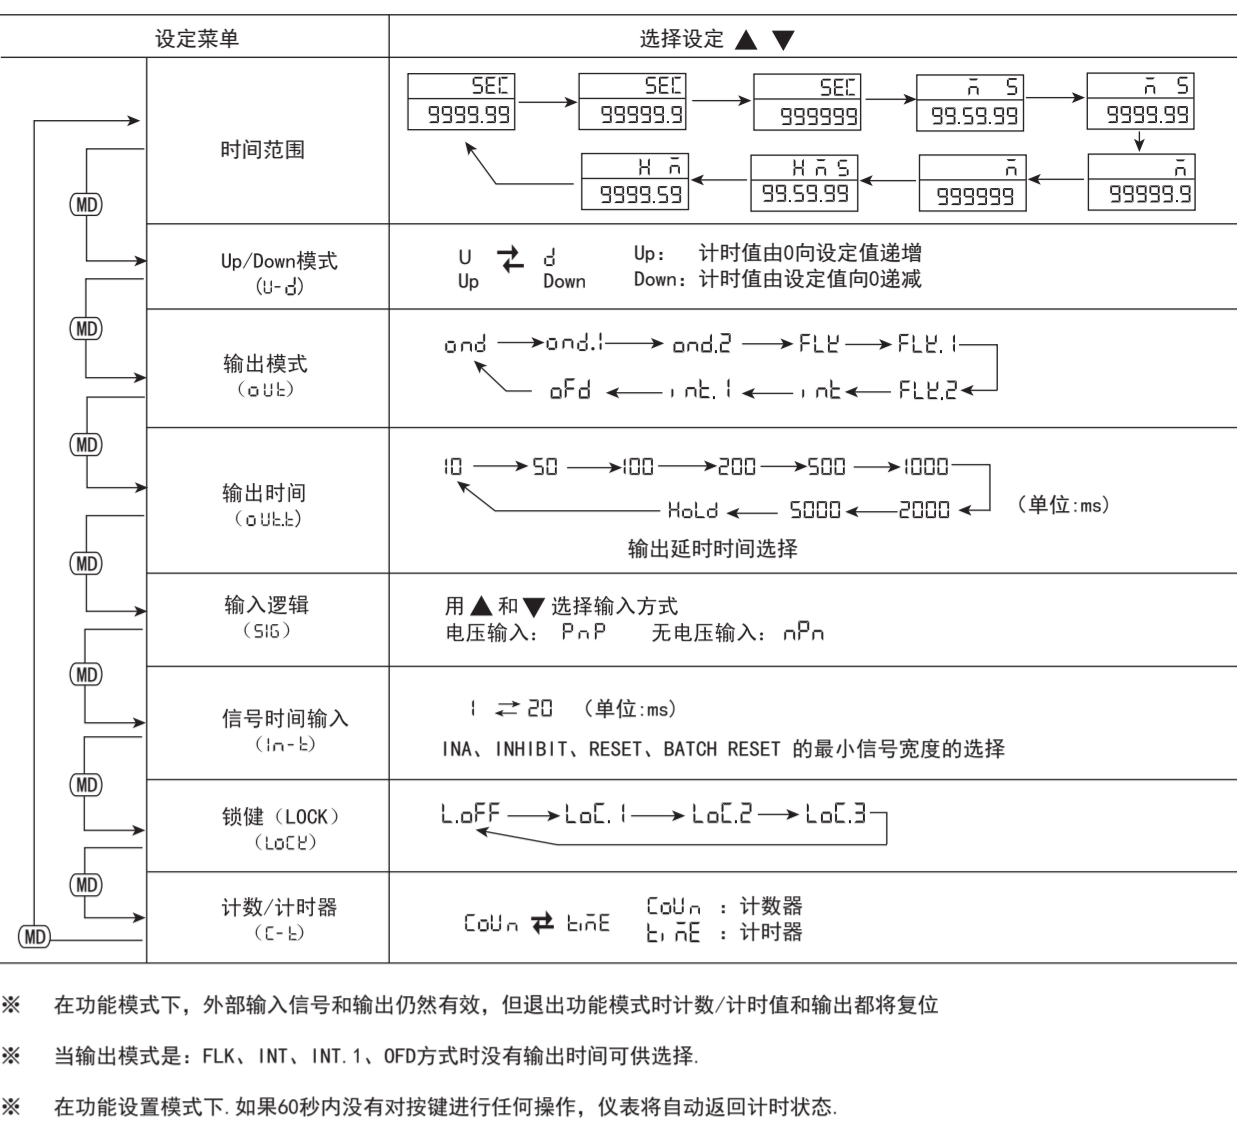 设定菜单 选择设定 ▲ ▼
SEC SEC SEC m S m S
9999.99 99999.9 999999 99.59.99 9999.99
时间范围
H m H m S m m
9999.59 99.59.99 999999 99999.9
MD
Up/Down模式 U ⇄ d Up: 计时值由0向设定值递增
(U-d) Up Down Down: 计时值由设定值向0递减
MD
输出模式 ond → ond.1 → ond.2 → FLK → FLK.1
(oUt) oFd ← int.1 ← int ← FLK.2
MD
输出时间 10 → 50 → 100 → 200 → 500 → 1000
(oUt.t) HoLd ← 5000 ← 2000 (单位:ms)
输出延时时间选择
MD
输入逻辑 用▲和▼选择输入方式
(SIG) 电压输入: PnP 无电压输入: nPn
MD
信号时间输入 1 ⇄ 20 (单位:ms)
(In-t) INA、INHIBIT、RESET、BATCH RESET 的最小信号宽度的选择
MD
锁健（LOCK） L.oFF → LoC.1 → LoC.2 → LoC.3
(LoCK)
MD
计数/计时器 CoUn ⇄ timE CoUn : 计数器
(C-t) timE : 计时器
MD
※ 在功能模式下，外部输入信号和输出仍然有效，但退出功能模式时计数/计时值和输出都将复位
※ 当输出模式是: FLK、INT、INT.1、OFD方式时没有输出时间可供选择.
※ 在功能设置模式下.如果60秒内没有对按键进行任何操作，仪表将自动返回计时状态.